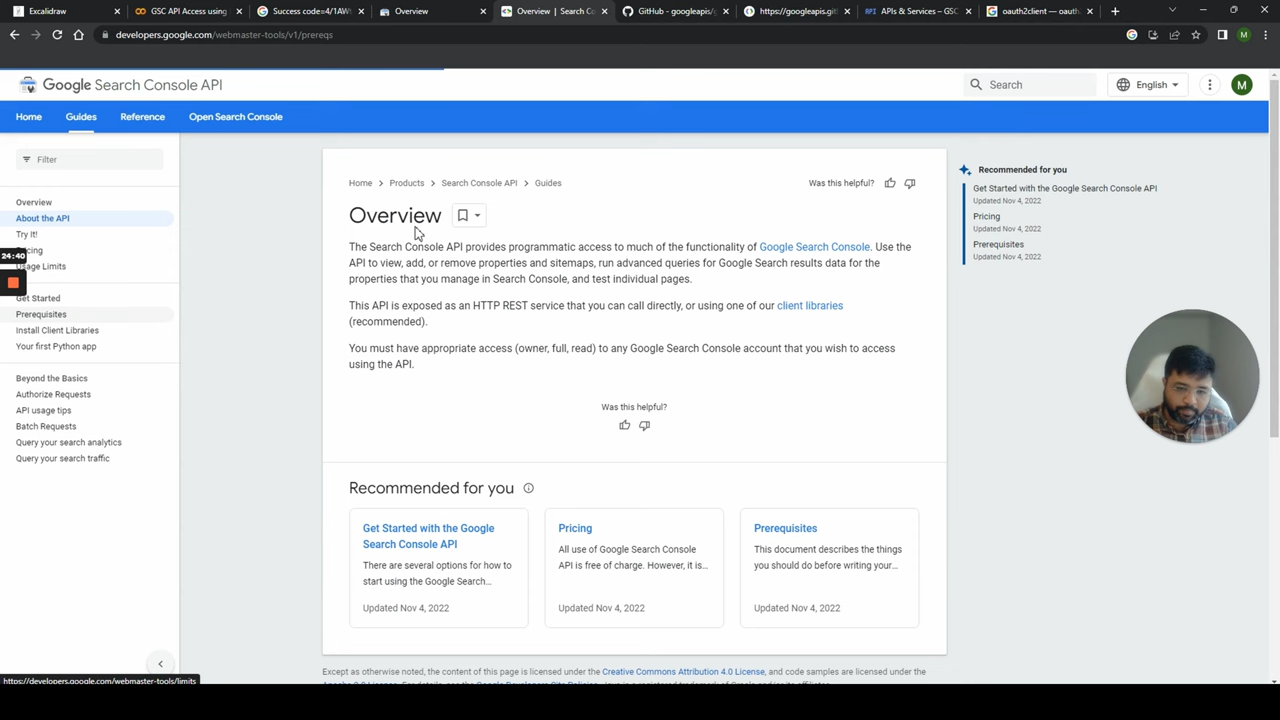 Excalidraw
GSC API Access using
Success code=4/1AW
Overview
Overview | Search Co
GitHub - googleapis/g
https://googleapis.git
APIs & Services – GSC
oauth2client — oauth
developers.google.com/webmaster-tools/v1/prereqs
M
Google Search Console API
Search
English
M
Home
Guides
Reference
Open Search Console
Filter
Overview
About the API
Try It!
Usage Limits
24:40
Get Started
Prerequisites
Install Client Libraries
Your first Python app
Beyond the Basics
Authorize Requests
API usage tips
Batch Requests
Query your search analytics
Query your search traffic
Home > Products > Search Console API > Guides
Was this helpful?
Overview
The Search Console API provides programmatic access to much of the functionality of Google Search Console. Use the
API to view, add, or remove properties and sitemaps, run advanced queries for Google Search results data for the
properties that you manage in Search Console, and test individual pages.
This API is exposed as an HTTP REST service that you can call directly, or using one of our client libraries
(recommended).
You must have appropriate access (owner, full, read) to any Google Search Console account that you wish to access
using the API.
Was this helpful?
Recommended for you
Get Started with the Google
Search Console API
There are several options for how to
start using the Google Search...
Updated Nov 4, 2022
Pricing
All use of Google Search Console
API is free of charge. However, it is...
Updated Nov 4, 2022
Prerequisites
This document describes the things
you should do before writing your...
Updated Nov 4, 2022
Recommended for you
Get Started with the Google Search Console API
Updated Nov 4, 2022
Pricing
Updated Nov 4, 2022
Prerequisites
Updated Nov 4, 2022
Except as otherwise noted, the content of this page is licensed under the Creative Commons Attribution 4.0 License, and code samples are licensed under the
https://developers.google.com/webmaster-tools/limits